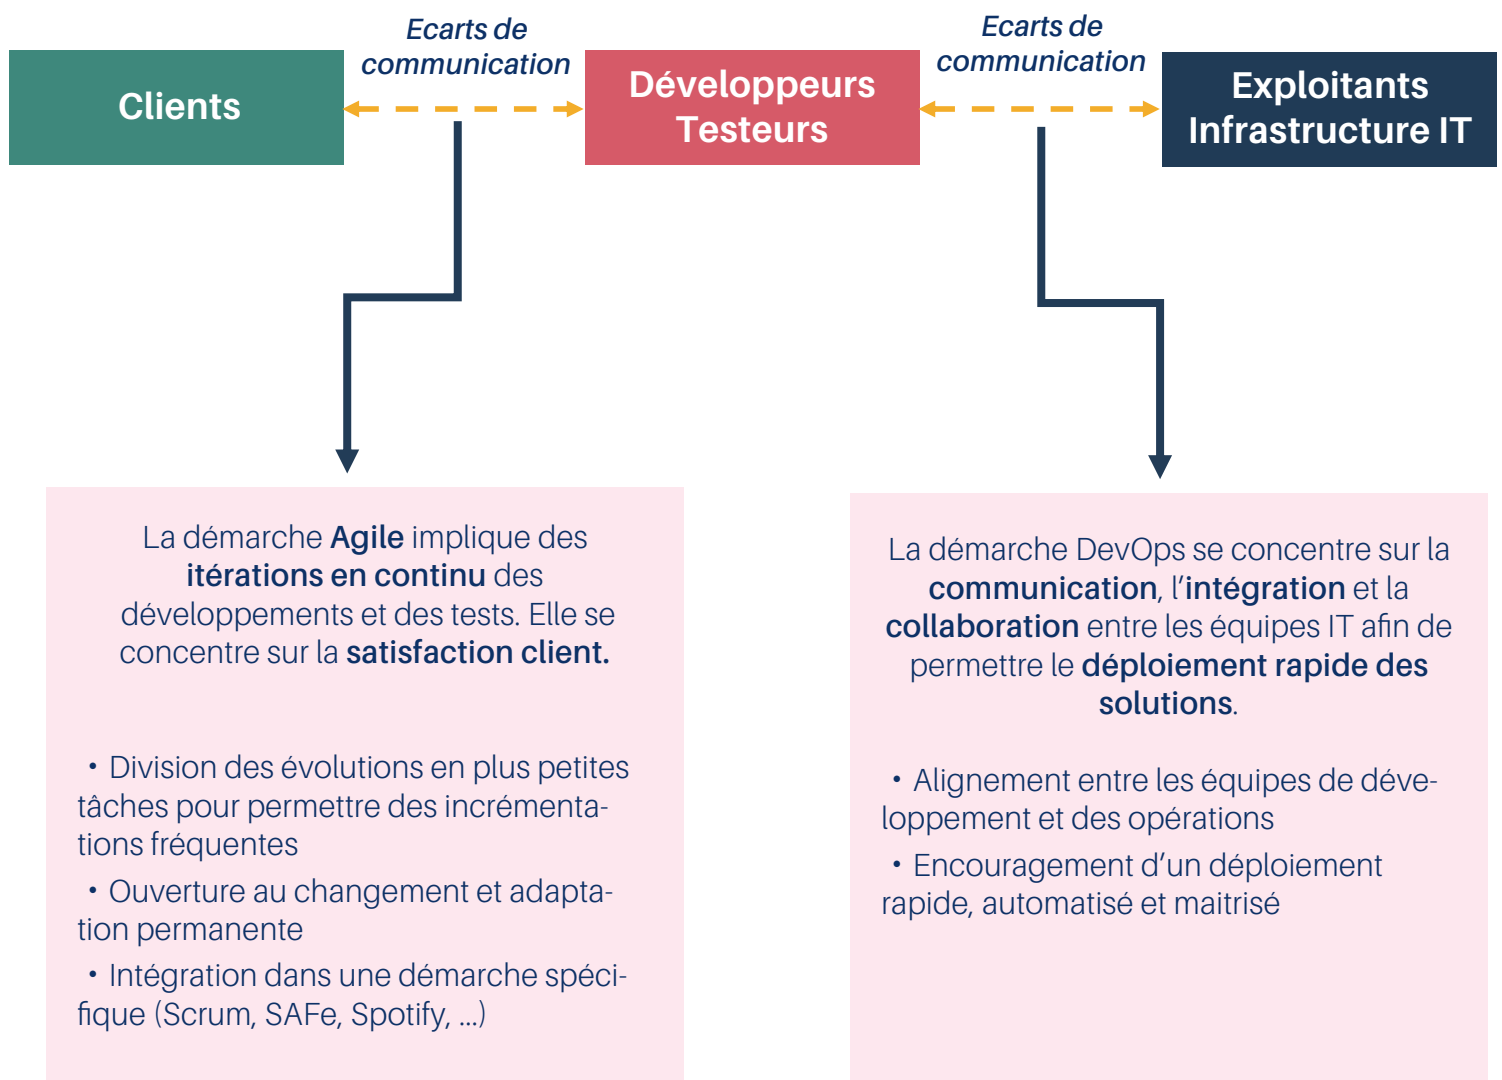 Ecarts de
communication
Ecarts de
communication
Clients
Développeurs
Testeurs
Exploitants
Infrastructure IT
La démarche Agile implique des
itérations en continu des
développements et des tests. Elle se
concentre sur la satisfaction client.
• Division des évolutions en plus petites
tâches pour permettre des incrémenta-
tions fréquentes
• Ouverture au changement et adapta-
tion permanente
• Intégration dans une démarche spéci-
fique (Scrum, SAFe, Spotify, ...)
La démarche DevOps se concentre sur la
communication, l’intégration et la
collaboration entre les équipes IT afin de
permettre le déploiement rapide des
solutions.
• Alignement entre les équipes de déve-
loppement et des opérations
• Encouragement d’un déploiement
rapide, automatisé et maitrisé